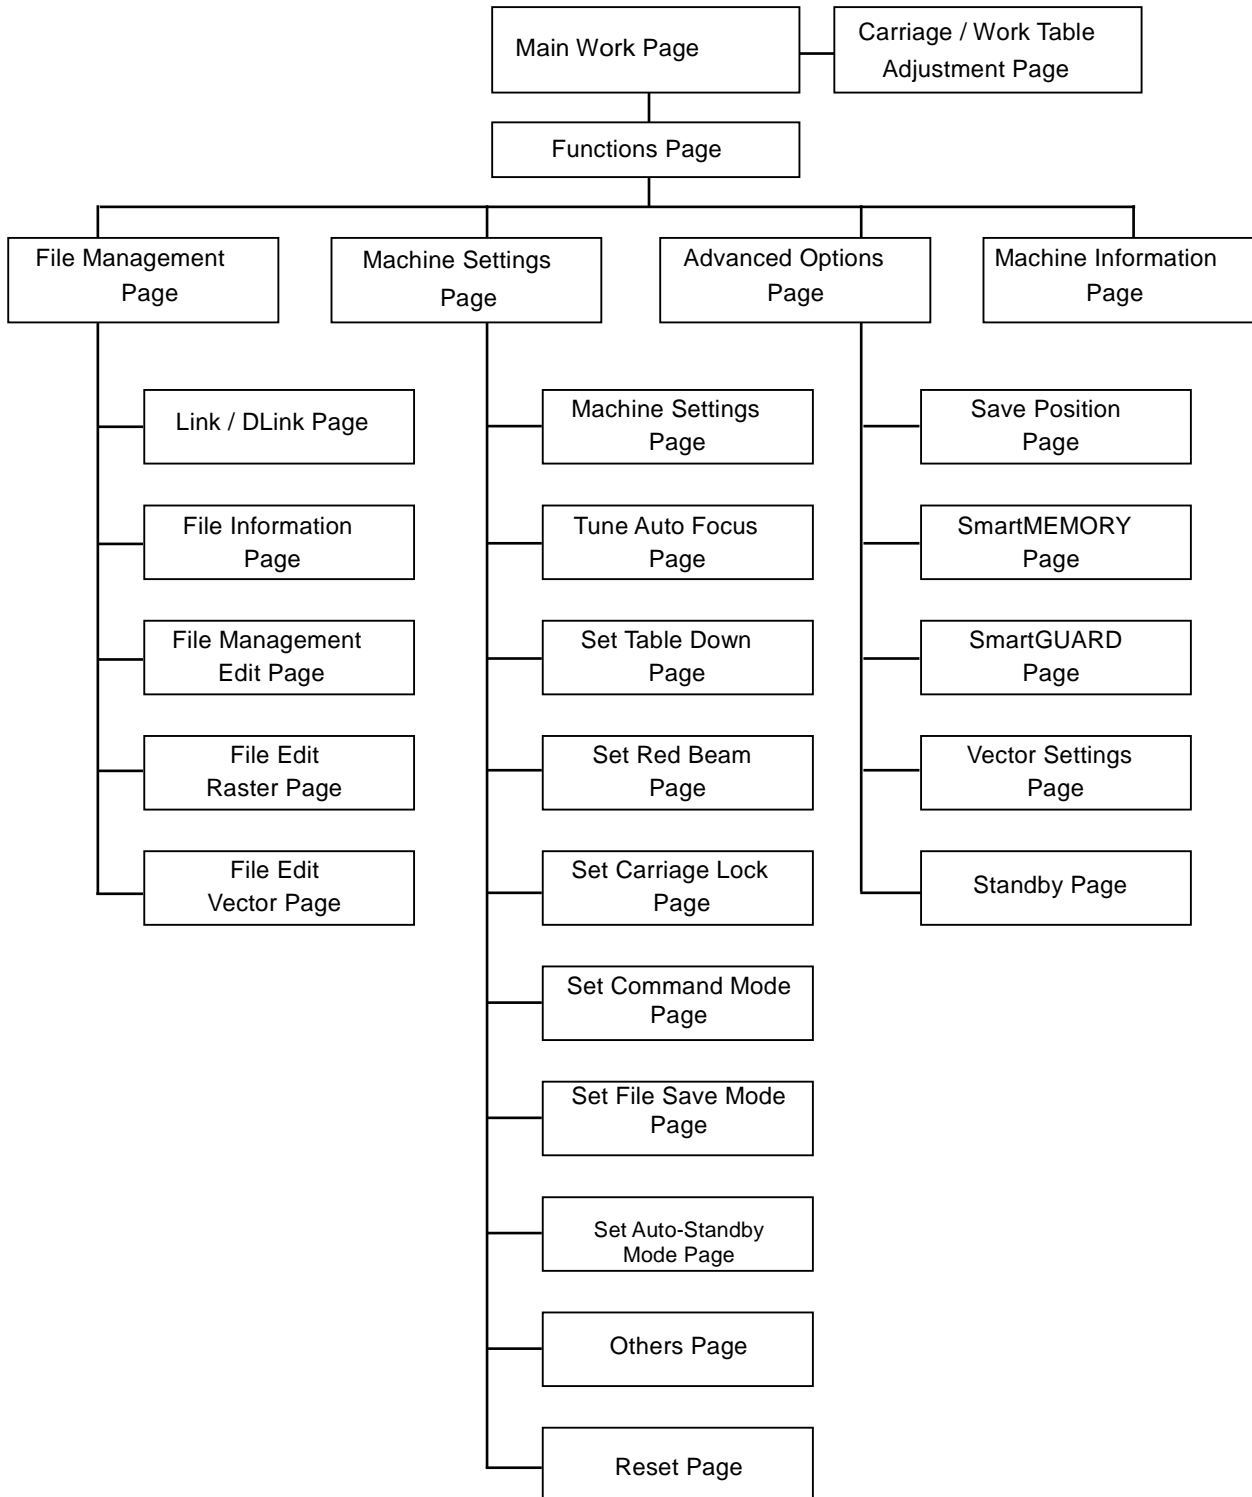 Main Work Page
Carriage / Work Table
Adjustment Page
Functions Page
File Management
Page
Machine Settings
Page
Advanced Options
Page
Machine Information
Page
Link / DLink Page
File Information
Page
File Management
Edit Page
File Edit
Raster Page
File Edit
Vector Page
Machine Settings
Page
Tune Auto Focus
Page
Set Table Down
Page
Set Red Beam
Page
Set Carriage Lock
Page
Set Command Mode
Page
Set File Save Mode
Page
Set Auto-Standby
Mode Page
Others Page
Reset Page
Save Position
Page
SmartMEMORY
Page
SmartGUARD
Page
Vector Settings
Page
Standby Page